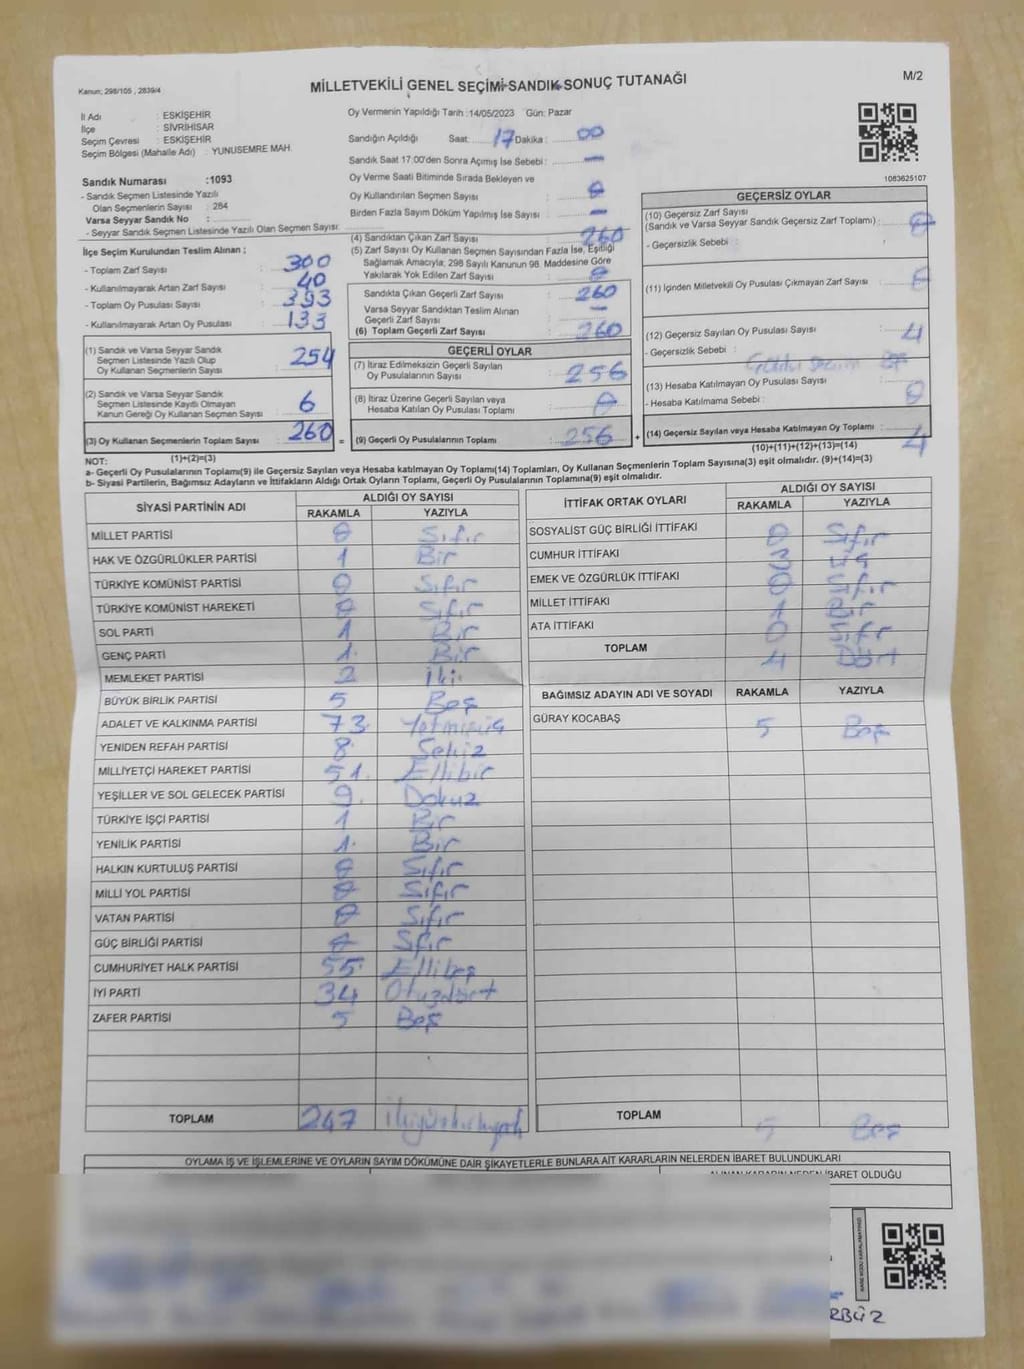 Kanun; 298/105 , 2839/4
MİLLETVEKİLİ GENEL SEÇİMİ SANDIK SONUÇ TUTANAĞI
M/2
İl Adı : ESKİŞEHİR
İlçe : SİVRİHİSAR
Seçim Çevresi : ESKİŞEHİR
Seçim Bölgesi (Mahalle Adı) : YUNUSEMRE MAH.
Oy Vermenin Yapıldığı Tarih :14/05/2023 Gün: Pazar
Sandığın Açıldığı Saat: 17 Dakika : 00
Sandık Saat 17:00'den Sonra Açımış İse Sebebi : —
Oy Verme Saati Bitiminde Sırada Bekleyen ve
Oy Kullandırılan Seçmen Sayısı : 0
Birden Fazla Sayım Döküm Yapılmış İse Sayısı : —
1083625107
Sandık Numarası :1093
- Sandık Seçmen Listesinde Yazılı
Olan Seçmenlerin Sayısı : 284
Varsa Seyyar Sandık No :
- Seyyar Sandık Seçmen Listesinde Yazılı Olan Seçmen Sayısı:
İlçe Seçim Kurulundan Teslim Alınan ;
- Toplam Zarf Sayısı : 300
- Kullanılmayarak Artan Zarf Sayısı : 40
- Toplam Oy Pusulası Sayısı : 393
- Kullanılmayarak Artan Oy Pusulası : 133
(1) Sandık ve Varsa Seyyar Sandık
Seçmen Listesinde Yazılı Olup
Oy Kullanan Seçmenlerin Sayısı : 254
(2) Sandık ve Varsa Seyyar Sandık
Seçmen Listesinde Kayıtlı Olmayan
Kanun Gereği Oy Kullanan Seçmen Sayısı : 6
(3) Oy Kullanan Seçmenlerin Toplam Sayısı : 260 =
(1)+(2)=(3)
(4) Sandıktan Çıkan Zarf Sayısı : 260
(5) Zarf Sayısı Oy Kullanan Seçmen Sayısından Fazla İse, Eşitliği
Sağlamak Amacıyla; 298 Sayılı Kanunun 98. Maddesine Göre
Yakılarak Yok Edilen Zarf Sayısı : 0
Sandıkta Çıkan Geçerli Zarf Sayısı : 260
Varsa Seyyar Sandıktan Teslim Alınan
Geçerli Zarf Sayısı : —
(6) Toplam Geçerli Zarf Sayısı : 260
GEÇERLİ OYLAR
(7) İtiraz Edilmeksizin Geçerli Sayılan
Oy Pusulalarının Sayısı : 256
(8) İtiraz Üzerine Geçerli Sayılan veya
Hesaba Katılan Oy Pusulası Toplamı : 0
(9) Geçerli Oy Pusulalarının Toplamı : 256 +
GEÇERSİZ OYLAR
(10) Geçersiz Zarf Sayısı
(Sandık ve Varsa Seyyar Sandık Geçersiz Zarf Toplamı) : 0
- Geçersizlik Sebebi :
(11) İçinden Milletvekili Oy Pusulası Çıkmayan Zarf Sayısı : 0
(12) Geçersiz Sayılan Oy Pusulası Sayısı : 4
- Geçersizlik Sebebi :
(13) Hesaba Katılmayan Oy Pusulası Sayısı : 0
- Hesaba Katılmama Sebebi :
(14) Geçersiz Sayılan veya Hesaba Katılmayan Oy Toplamı : 4
(10)+(11)+(12)+(13)=(14)
NOT:
a- Geçerli Oy Pusulalarının Toplamı(9) ile Geçersiz Sayılan veya Hesaba katılmayan Oy Toplamı(14) Toplamları, Oy Kullanan Seçmenlerin Toplam Sayısına(3) eşit olmalıdır. (9)+(14)=(3)
b- Siyasi Partilerin, Bağımsız Adayların ve İttifakların Aldığı Ortak Oyların Toplamı, Geçerli Oy Pusulalarının Toplamına(9) eşit olmalıdır.
SİYASİ PARTİNİN ADI ALDIĞI OY SAYISI
RAKAMLA YAZIYLA
MİLLET PARTİSİ 0 Sıfır
HAK VE ÖZGÜRLÜKLER PARTİSİ 1 Bir
TÜRKİYE KOMÜNİST PARTİSİ 0 Sıfır
TÜRKİYE KOMÜNİST HAREKETİ 0 Sıfır
SOL PARTİ 1 Bir
GENÇ PARTİ 1. Bir
MEMLEKET PARTİSİ 2 İki
BÜYÜK BİRLİK PARTİSİ 5 Beş
ADALET VE KALKINMA PARTİSİ 73 Yetmişüç
YENİDEN REFAH PARTİSİ 8. Sekiz
MİLLİYETÇİ HAREKET PARTİSİ 51. Ellibir
YEŞİLLER VE SOL GELECEK PARTİSİ 9. Dokuz
TÜRKİYE İŞÇİ PARTİSİ 1 Bir
YENİLİK PARTİSİ 1. Bir
HALKIN KURTULUŞ PARTİSİ 0 Sıfır
MİLLİ YOL PARTİSİ 0 Sıfır
VATAN PARTİSİ 0 Sıfır
GÜÇ BİRLİĞİ PARTİSİ 0 Sıfır
CUMHURİYET HALK PARTİSİ 55. Ellibeş
İYİ PARTİ 34 Otuzdört
ZAFER PARTİSİ 5 Beş
TOPLAM 247
İTTİFAK ORTAK OYLARI ALDIĞI OY SAYISI
RAKAMLA YAZIYLA
SOSYALİST GÜÇ BİRLİĞİ İTTİFAKI 0 Sıfır
CUMHUR İTTİFAKI 3 üç
EMEK VE ÖZGÜRLÜK İTTİFAKI 0 Sıfır
MİLLET İTTİFAKI 1 Bir
ATA İTTİFAKI 0 Sıfır
TOPLAM 4 Dört
BAĞIMSIZ ADAYIN ADI VE SOYADI RAKAMLA YAZIYLA
GÜRAY KOCABAŞ 5 Beş
TOPLAM 5 Beş
OYLAMA İŞ VE İŞLEMLERİNE VE OYLARIN SAYIM DÖKÜMÜNE DAİR ŞİKAYETLERLE BUNLARA AİT KARARLARIN NELERDEN İBARET BULUNDUKLARI
ALINAN KARARIN NEDEN İBARET OLDUĞU